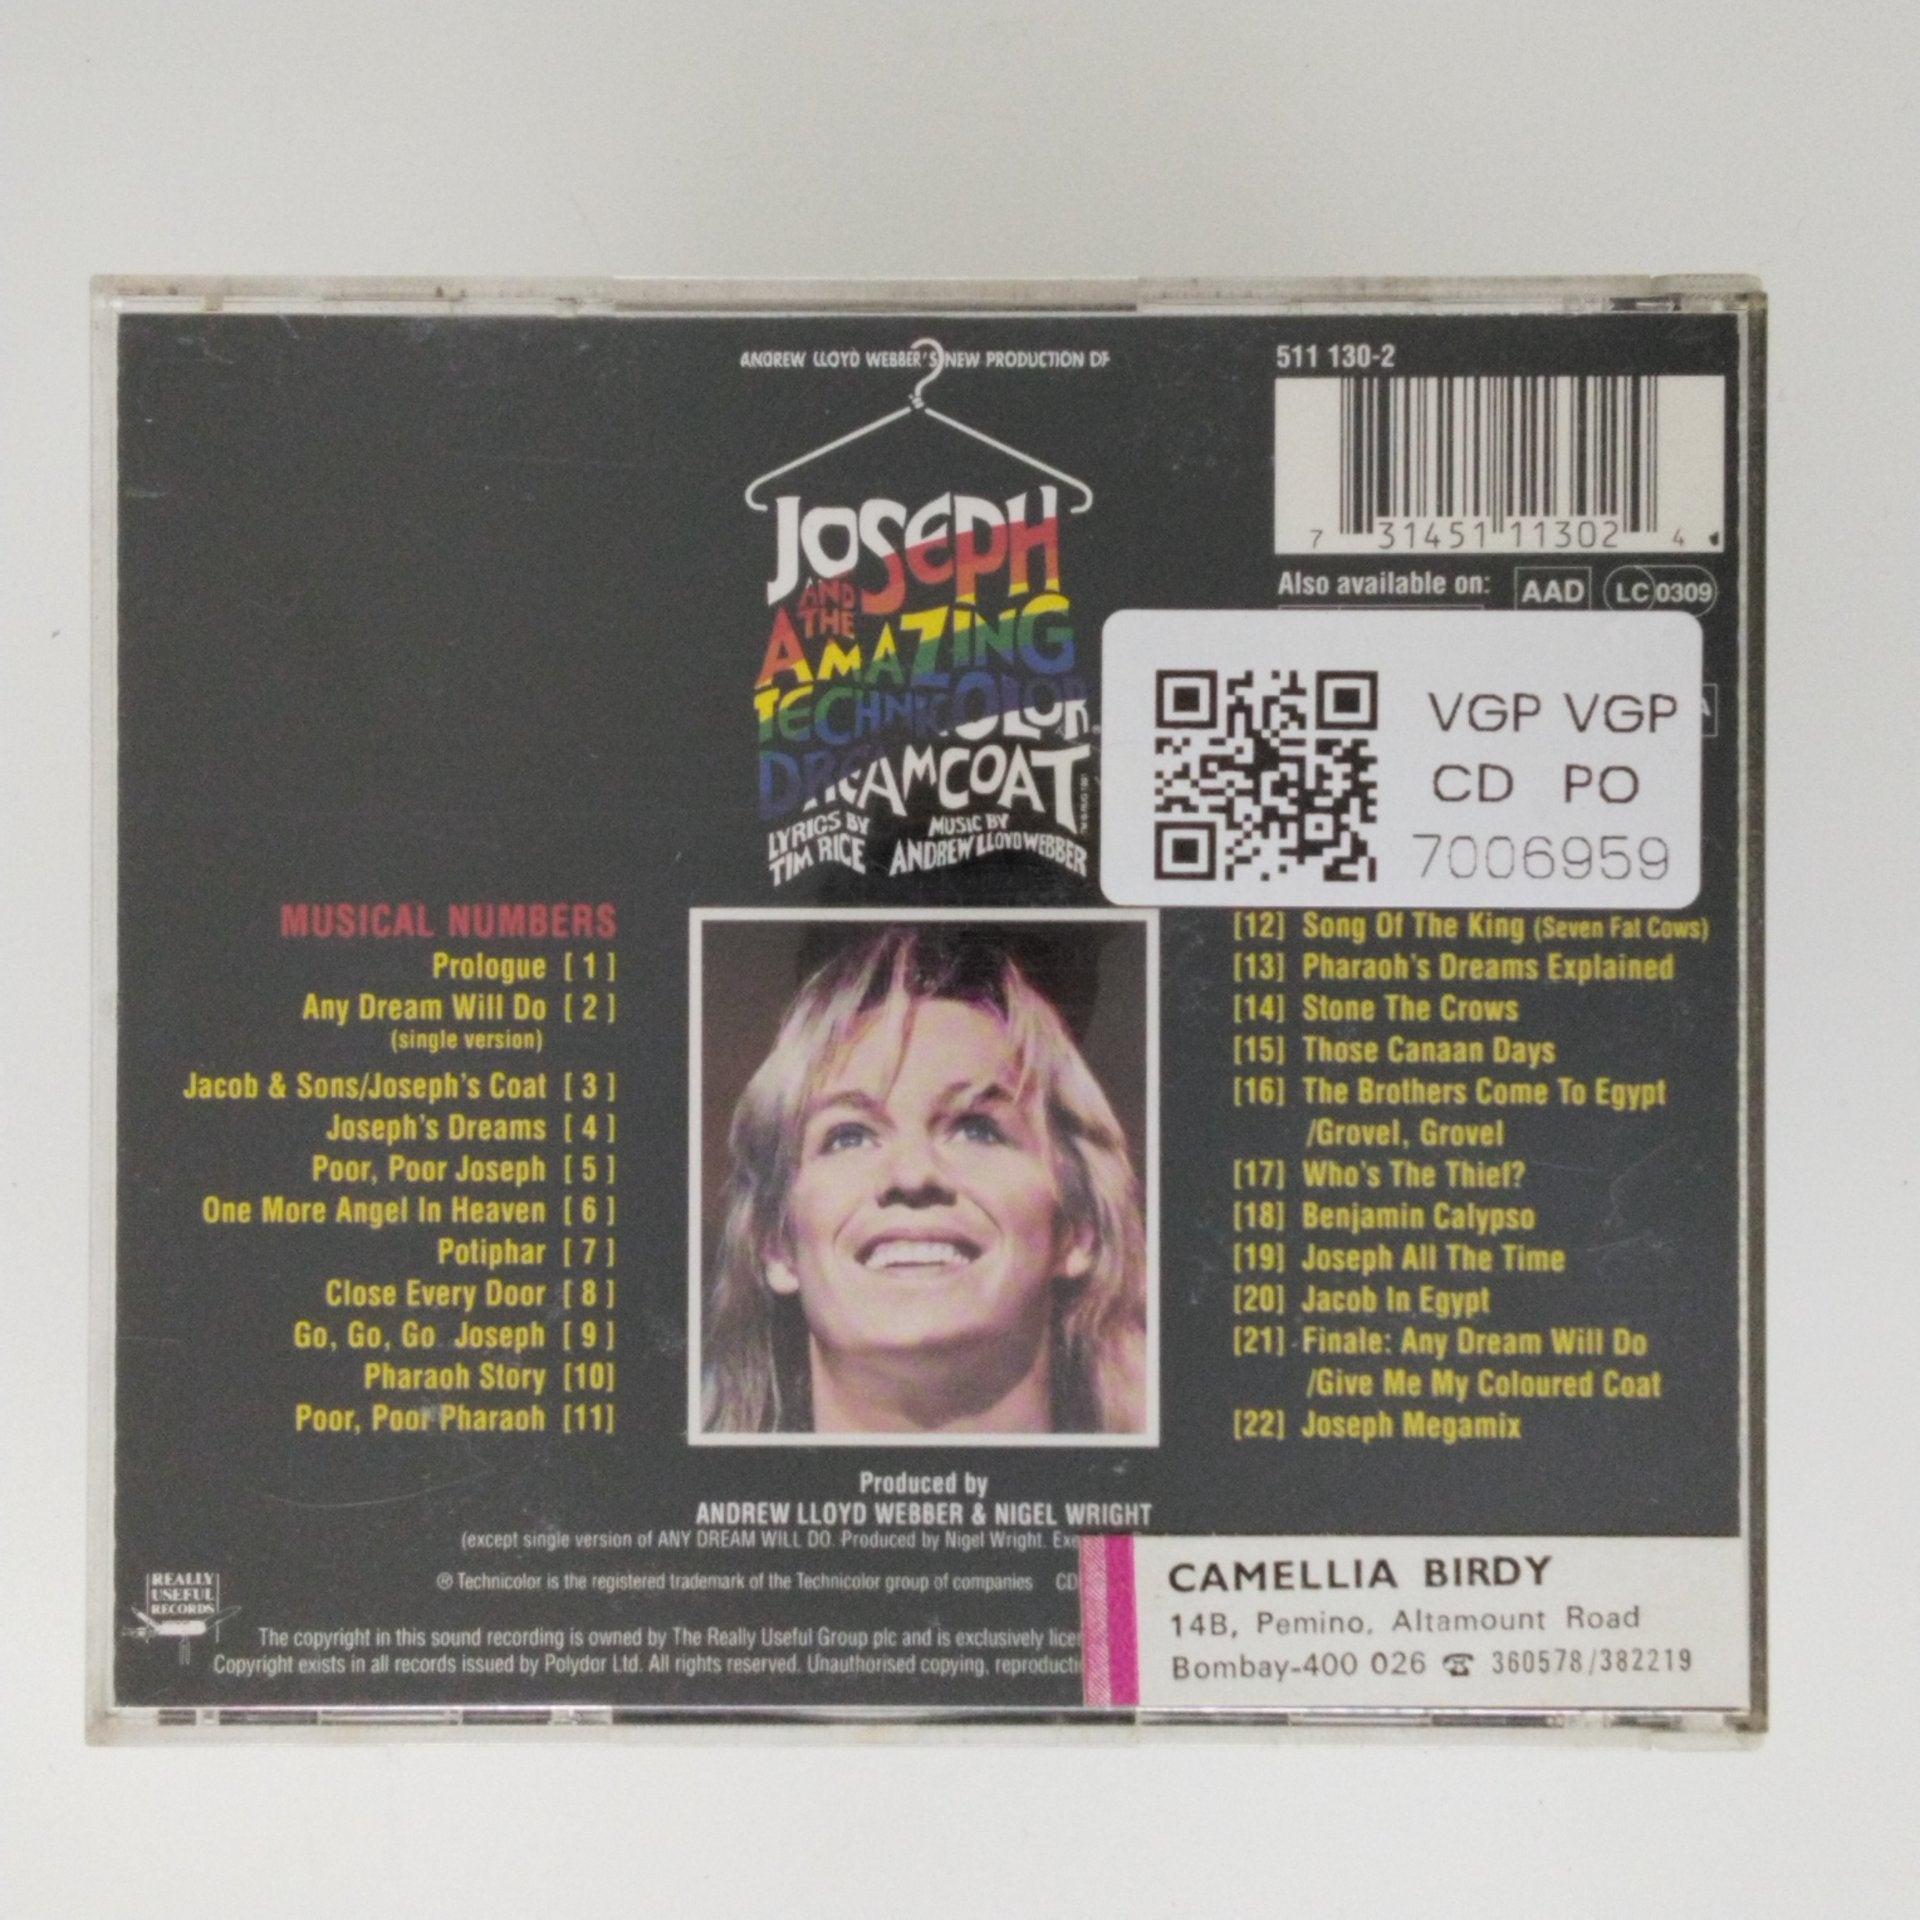 ANDREW LLOYD WEBBER'S NEW PRODUCTION OF
JOSEPH
AND
THE
AMAZING
TECHNICOLOR
DREAMCOAT
LYRICS BY
TIM RICE
MUSIC BY
ANDREW LLOYD WEBBER
511 130-2
7 31451 11302 4
Also available on: AAD LC 0309
VGP VGP
CD PO
7006959
MUSICAL NUMBERS
Prologue [ 1 ]
Any Dream Will Do [ 2 ]
(single version)
Jacob & Sons/Joseph's Coat [ 3 ]
Joseph's Dreams [ 4 ]
Poor, Poor Joseph [ 5 ]
One More Angel In Heaven [ 6 ]
Potiphar [ 7 ]
Close Every Door [ 8 ]
Go, Go, Go Joseph [ 9 ]
Pharaoh Story [10]
Poor, Poor Pharaoh [11]
[12] Song Of The King (Seven Fat Cows)
[13] Pharaoh's Dreams Explained
[14] Stone The Crows
[15] Those Canaan Days
[16] The Brothers Come To Egypt
/Grovel, Grovel
[17] Who's The Thief?
[18] Benjamin Calypso
[19] Joseph All The Time
[20] Jacob In Egypt
[21] Finale: Any Dream Will Do
/Give Me My Coloured Coat
[22] Joseph Megamix
Produced by
ANDREW LLOYD WEBBER & NIGEL WRIGHT
(except single version of ANY DREAM WILL DO. Produced by Nigel Wright. Exe
® Technicolor is the registered trademark of the Technicolor group of companies CD
REALLY
USEFUL
RECORDS
The copyright in this sound recording is owned by The Really Useful Group plc and is exclusively lice
Copyright exists in all records issued by Polydor Ltd. All rights reserved. Unauthorised copying, reproducti
CAMELLIA BIRDY
14B, Pemino, Altamount Road
Bombay-400 026 ☎ 360578/382219